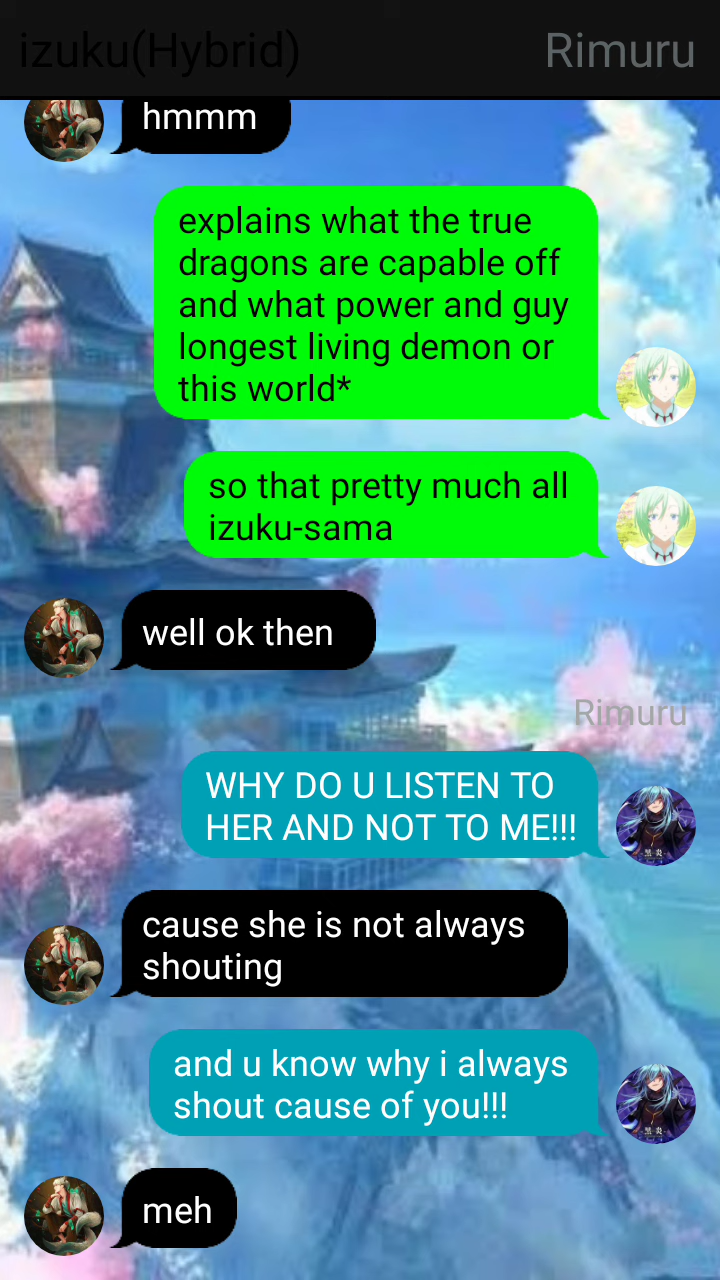 izuku(Hybrid)
Rimuru
hmmm
explains what the true
dragons are capable off
and what power and guy
longest living demon or
this world*
so that pretty much all
izuku-sama
well ok then
Rimuru
WHY DO U LISTEN TO
HER AND NOT TO ME!!!
cause she is not always
shouting
and u know why i always
shout cause of you!!!
meh